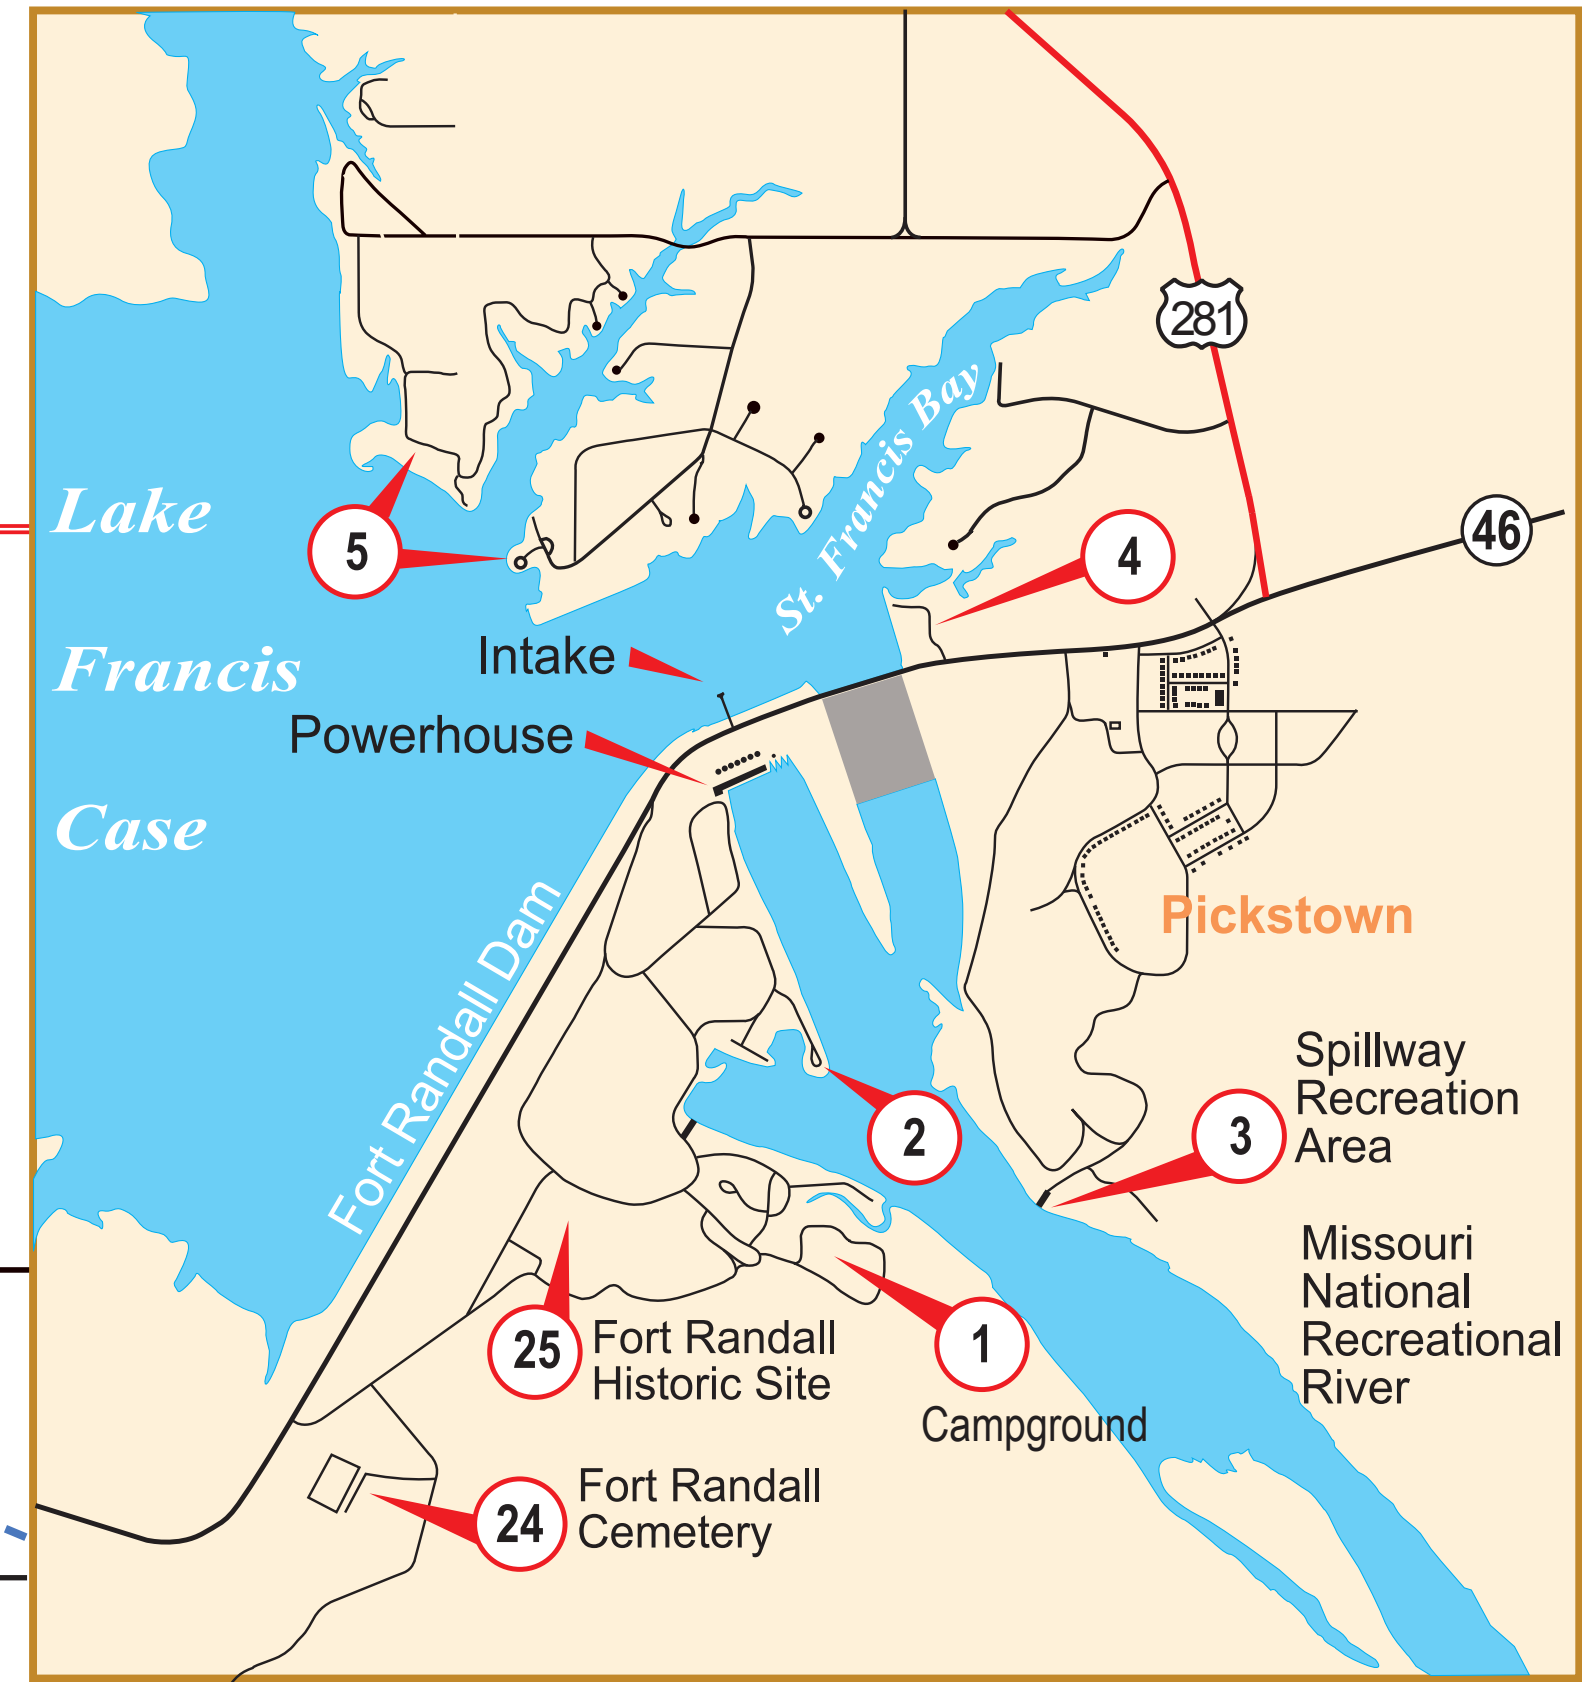 281
St. Francis Bay
Lake
Francis
Case
5
4
46
Intake
Powerhouse
Fort Randall Dam
Pickstown
Spillway
Recreation
Area
3
2
Missouri
National
Recreational
River
25
Fort Randall
Historic Site
1
Campground
24
Fort Randall
Cemetery